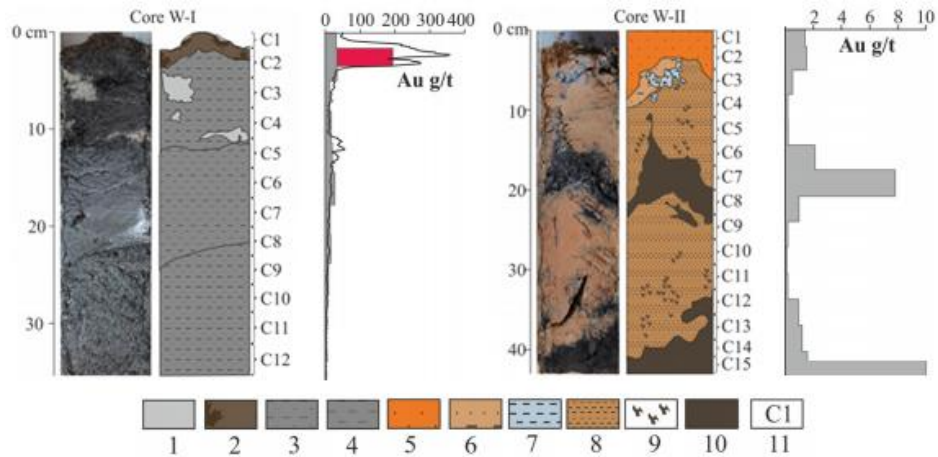 Core W-I
0 cm
10
20
30
C1
C2
C3
C4
C5
C6
C7
C8
C9
C10
C11
C12
0 200 400
Au g/t
Core W-II
0 cm
10
20
30
40
C1
C2
C3
C4
C5
C6
C7
C8
C9
C10
C11
C12
C13
C14
C15
2 4 6 8 10
Au g/t
C1
1 2 3 4 5 6 7 8 9 10 11